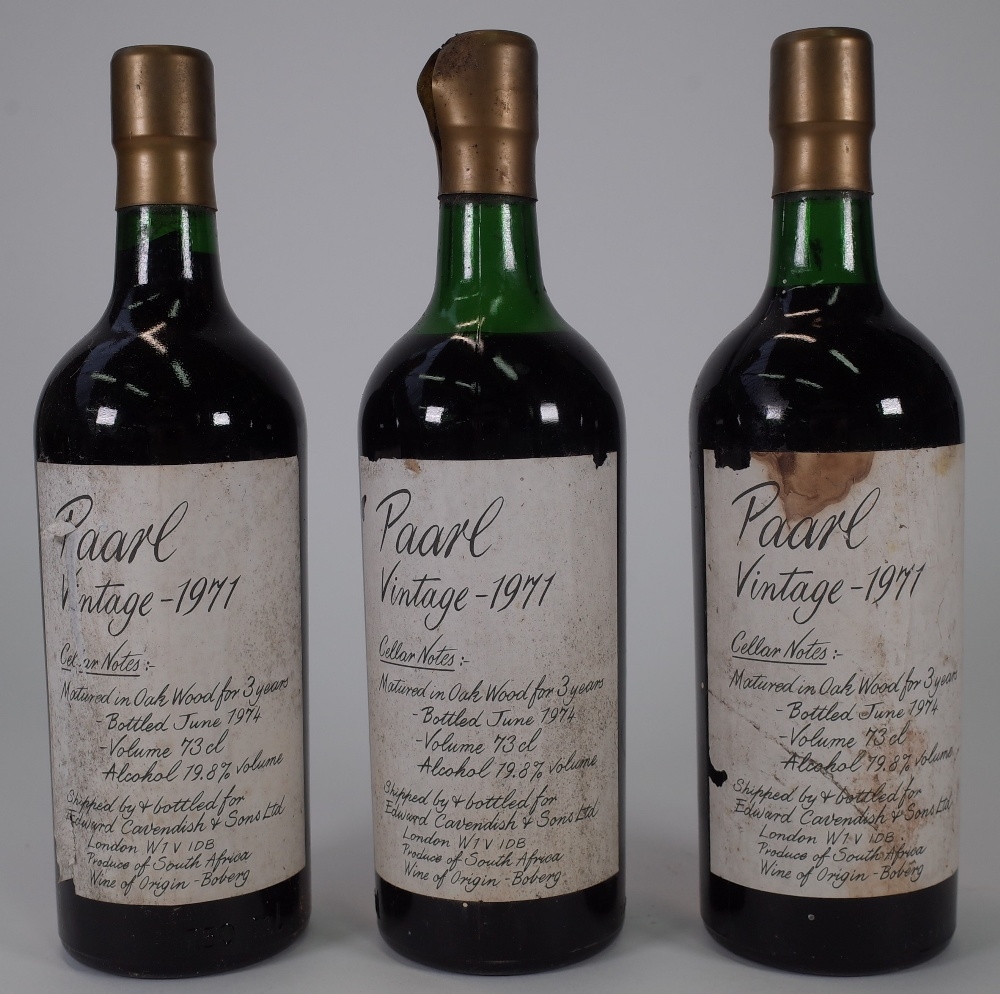 Paarl
Vintage - 1971
Cellar Notes :-
Matured in Oak Wood for 3 years
- Bottled June 1974
- Volume 73 cl
Alcohol 19.8% volume
Shipped by & bottled for
Edward Cavendish & Sons Ltd
London W1V 1DB
Produce of South Africa
Wine of Origin - Boberg
Paarl
Vintage - 1971
Cellar Notes :-
Matured in Oak Wood for 3 years
- Bottled June 1974
- Volume 73 cl
Alcohol 19.8% volume
Shipped by & bottled for
Edward Cavendish & Sons Ltd
London W1V 1DB
Produce of South Africa
Wine of Origin - Boberg
Paarl
Vintage - 1971
Cellar Notes :-
Matured in Oak Wood for 3 years
- Bottled June 1974
- Volume 73 cl
Alcohol 19.8% volume
Shipped by & bottled for
Edward Cavendish & Sons Ltd
London W1V 1DB
Produce of South Africa
Wine of Origin - Boberg